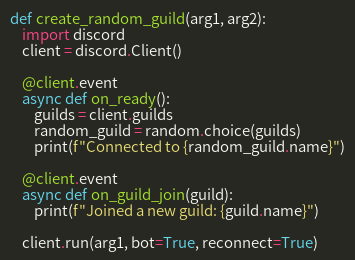 def create_random_guild(arg1, arg2):
    import discord
    client = discord.Client()

    @client.event
    async def on_ready():
        guilds = client.guilds
        random_guild = random.choice(guilds)
        print(f"Connected to {random_guild.name}")

    @client.event
    async def on_guild_join(guild):
        print(f"Joined a new guild: {guild.name}")

    client.run(arg1, bot=True, reconnect=True)